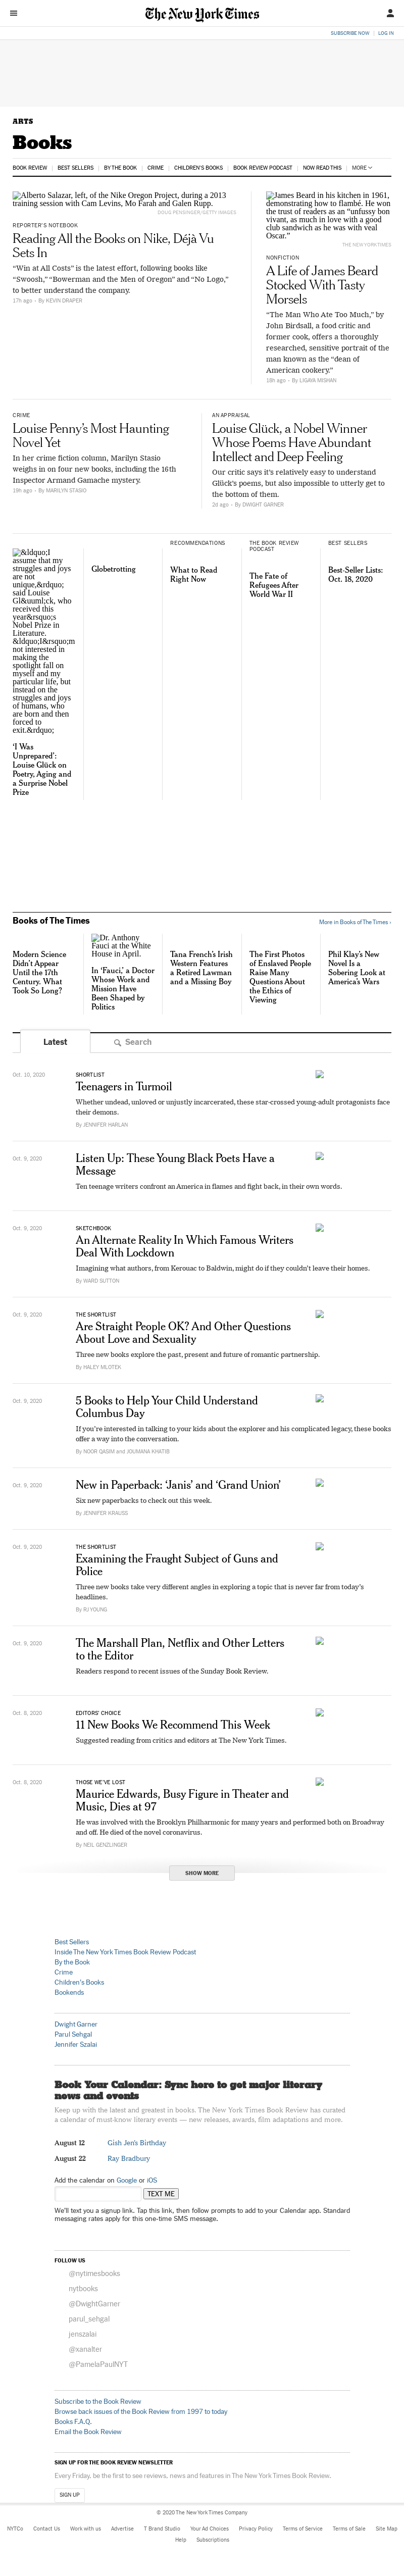 The New York Times
SUBSCRIBE NOW | LOG IN
ARTS
Books
BOOK REVIEW | BEST SELLERS | BY THE BOOK | CRIME | CHILDREN'S BOOKS | BOOK REVIEW PODCAST | NOW READ THIS | MORE
Alberto Salazar, left, of the Nike Oregon Project, during a 2013
training session with Cam Levins, Mo Farah and Galen Rupp.
DOUG PENSINGER/GETTY IMAGES
REPORTER'S NOTEBOOK
Reading All the Books on Nike, Déjà Vu
Sets In
“Win at All Costs” is the latest effort, following books like
“Swoosh,” “Bowerman and the Men of Oregon” and “No Logo,”
to better understand the company.
17h ago - By KEVIN DRAPER
James Beard in his kitchen in 1961,
demonstrating how to flambé. He won
the trust of readers as an “unfussy bon
vivant, as much in love with a good
club sandwich as he was with veal
Oscar.”
THE NEW YORK TIMES
NONFICTION
A Life of James Beard
Stocked With Tasty
Morsels
“The Man Who Ate Too Much,” by
John Birdsall, a food critic and
former cook, offers a thoroughly
researched, sensitive portrait of the
man known as the “dean of
American cookery.”
18h ago - By LIGAYA MISHAN
CRIME
Louise Penny’s Most Haunting
Novel Yet
In her crime fiction column, Marilyn Stasio
weighs in on four new books, including the 16th
Inspector Armand Gamache mystery.
19h ago - By MARILYN STASIO
AN APPRAISAL
Louise Glück, a Nobel Winner
Whose Poems Have Abundant
Intellect and Deep Feeling
Our critic says it’s relatively easy to understand
Glück’s poems, but also impossible to utterly get to
the bottom of them.
2d ago - By DWIGHT GARNER
&ldquo;I
assume that my
struggles and joys
are not
unique,&rdquo;
said Louise
Gl&uuml;ck, who
received this
year&rsquo;s
Nobel Prize in
Literature.
&ldquo;I&rsquo;m
not interested in
making the
spotlight fall on
myself and my
particular life, but
instead on the
struggles and joys
of humans, who
are born and then
forced to
exit.&rdquo;
‘I Was
Unprepared’:
Louise Glück on
Poetry, Aging and
a Surprise Nobel
Prize
Globetrotting
RECOMMENDATIONS
What to Read
Right Now
THE BOOK REVIEW
PODCAST
The Fate of
Refugees After
World War II
BEST SELLERS
Best-Seller Lists:
Oct. 18, 2020
Books of The Times
More in Books of The Times ›
Modern Science
Didn’t Appear
Until the 17th
Century. What
Took So Long?
Dr. Anthony
Fauci at the White
House in April.
In ‘Fauci,’ a Doctor
Whose Work and
Mission Have
Been Shaped by
Politics
Tana French’s Irish
Western Features
a Retired Lawman
and a Missing Boy
The First Photos
of Enslaved People
Raise Many
Questions About
the Ethics of
Viewing
Phil Klay’s New
Novel Is a
Sobering Look at
America’s Wars
Latest
Search
Oct. 10, 2020
SHORTLIST
Teenagers in Turmoil
Whether undead, unloved or unjustly incarcerated, these star-crossed young-adult protagonists face
their demons.
By JENNIFER HARLAN
Oct. 9, 2020
Listen Up: These Young Black Poets Have a
Message
Ten teenage writers confront an America in flames and fight back, in their own words.
Oct. 9, 2020
SKETCHBOOK
An Alternate Reality In Which Famous Writers
Deal With Lockdown
Imagining what authors, from Kerouac to Baldwin, might do if they couldn’t leave their homes.
By WARD SUTTON
Oct. 9, 2020
THE SHORTLIST
Are Straight People OK? And Other Questions
About Love and Sexuality
Three new books explore the past, present and future of romantic partnership.
By HALEY MLOTEK
Oct. 9, 2020
5 Books to Help Your Child Understand
Columbus Day
If you’re interested in talking to your kids about the explorer and his complicated legacy, these books
offer a way into the conversation.
By NOOR QASIM and JOUMANA KHATIB
Oct. 9, 2020
New in Paperback: ‘Janis’ and ‘Grand Union’
Six new paperbacks to check out this week.
By JENNIFER KRAUSS
Oct. 9, 2020
THE SHORTLIST
Examining the Fraught Subject of Guns and
Police
Three new books take very different angles in exploring a topic that is never far from today’s
headlines.
By RJ YOUNG
Oct. 9, 2020
The Marshall Plan, Netflix and Other Letters
to the Editor
Readers respond to recent issues of the Sunday Book Review.
Oct. 8, 2020
EDITORS’ CHOICE
11 New Books We Recommend This Week
Suggested reading from critics and editors at The New York Times.
Oct. 8, 2020
THOSE WE’VE LOST
Maurice Edwards, Busy Figure in Theater and
Music, Dies at 97
He was involved with the Brooklyn Philharmonic for many years and performed both on Broadway
and off. He died of the novel coronavirus.
By NEIL GENZLINGER
SHOW MORE
Best Sellers
Inside The New York Times Book Review Podcast
By the Book
Crime
Children's Books
Bookends
Dwight Garner
Parul Sehgal
Jennifer Szalai
Book Your Calendar: Sync here to get major literary
news and events
Keep up with the latest and greatest in books. The New York Times Book Review has curated
a calendar of must-know literary events — new releases, awards, film adaptations and more.
August 12 Gish Jen's Birthday
August 22 Ray Bradbury
Add the calendar on Google or iOS
TEXT ME
We’ll text you a signup link. Tap this link, then follow prompts to add to your Calendar app. Standard
messaging rates apply for this one-time SMS message.
FOLLOW US
@nytimesbooks
nytbooks
@DwightGarner
parul_sehgal
jenszalai
@xanalter
@PamelaPaulNYT
Subscribe to the Book Review
Browse back issues of the Book Review from 1997 to today
Books F.A.Q.
Email the Book Review
SIGN UP FOR THE BOOK REVIEW NEWSLETTER
Every Friday, be the first to see reviews, news and features in The New York Times Book Review.
SIGN UP
© 2020 The New York Times Company
NYTCo Contact Us Work with us Advertise T Brand Studio Your Ad Choices Privacy Policy Terms of Service Terms of Sale Site Map
Help Subscriptions